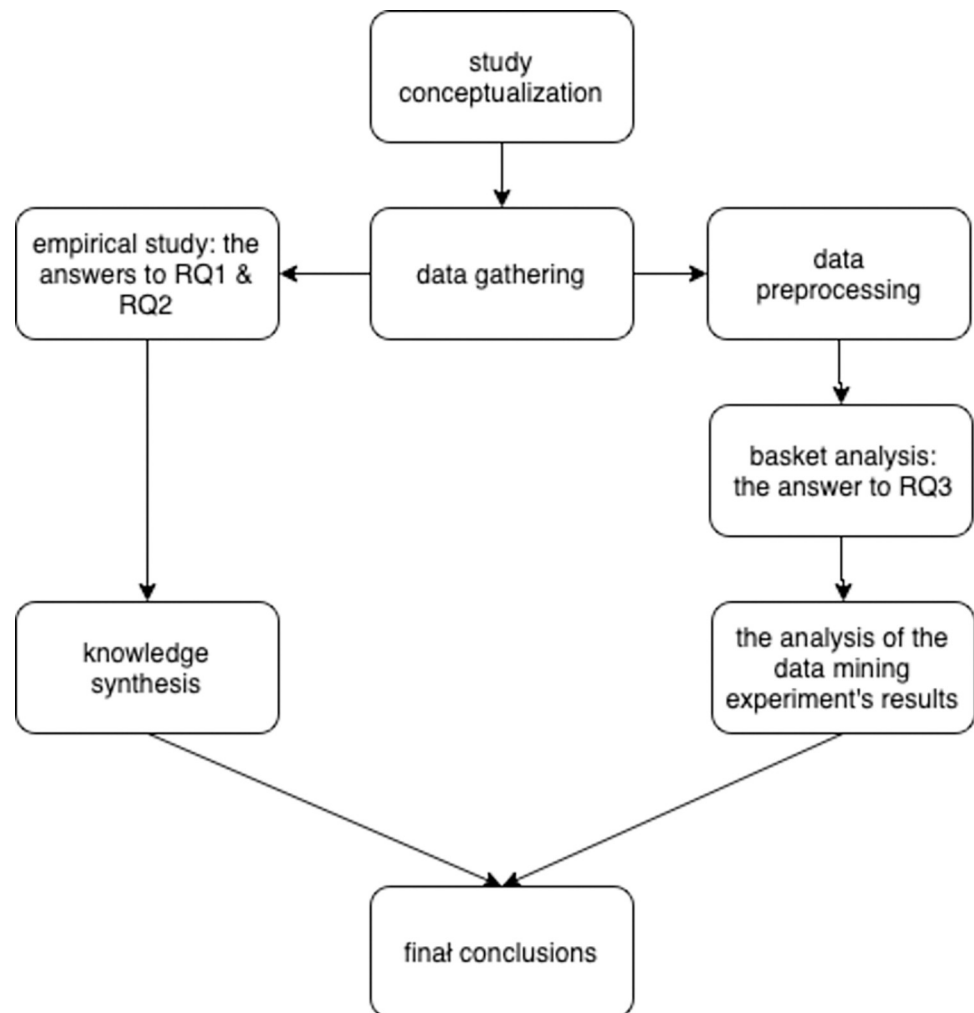 study
conceptualization
empirical study: the
answers to RQ1 &
RQ2
data gathering
data
preprocessing
basket analysis:
the answer to RQ3
knowledge
synthesis
the analysis of the
data mining
experiment's results
finał conclusions